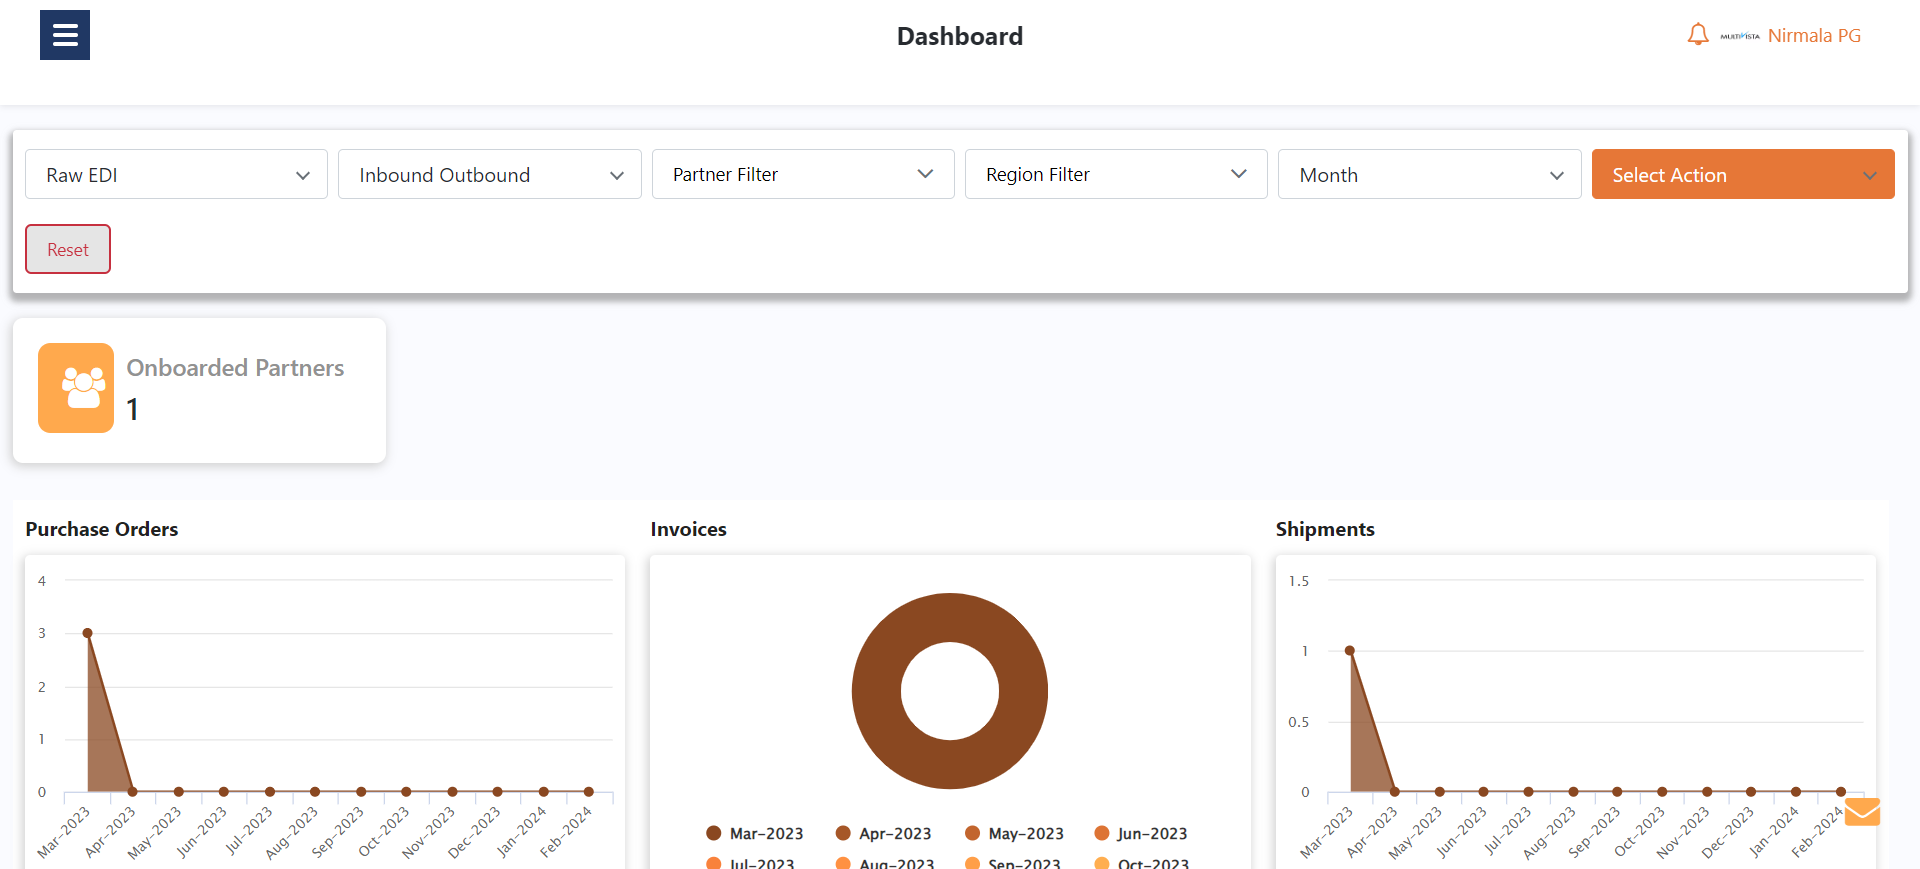 Dashboard
MULTIVISTA Nirmala PG
Raw EDI
Inbound Outbound
Partner Filter
Region Filter
Month
Select Action
Reset
Onboarded Partners
1
Purchase Orders
4
3
2
1
0
Mar-2023
Apr-2023
May-2023
Jun-2023
Jul-2023
Aug-2023
Sep-2023
Oct-2023
Nov-2023
Dec-2023
Jan-2024
Feb-2024
Invoices
Mar-2023 Apr-2023 May-2023 Jun-2023
Jul-2023 Aug-2023 Sep-2023 Oct-2023
Shipments
1.5
1
0.5
0
Mar-2023
Apr-2023
May-2023
Jun-2023
Jul-2023
Aug-2023
Sep-2023
Oct-2023
Nov-2023
Dec-2023
Jan-2024
Feb-2024